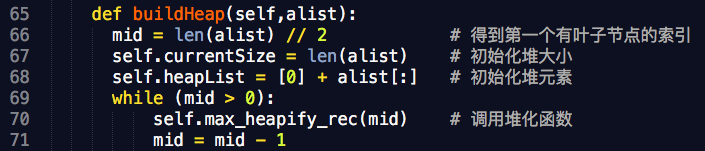 65 def buildHeap(self,alist):
66 mid = len(alist) // 2 # 得到第一个有叶子节点的索引
67 self.currentSize = len(alist) # 初始化堆大小
68 self.heapList = [0] + alist[:] # 初始化堆元素
69 while (mid > 0):
70 self.max_heapify_rec(mid) # 调用堆化函数
71 mid = mid - 1